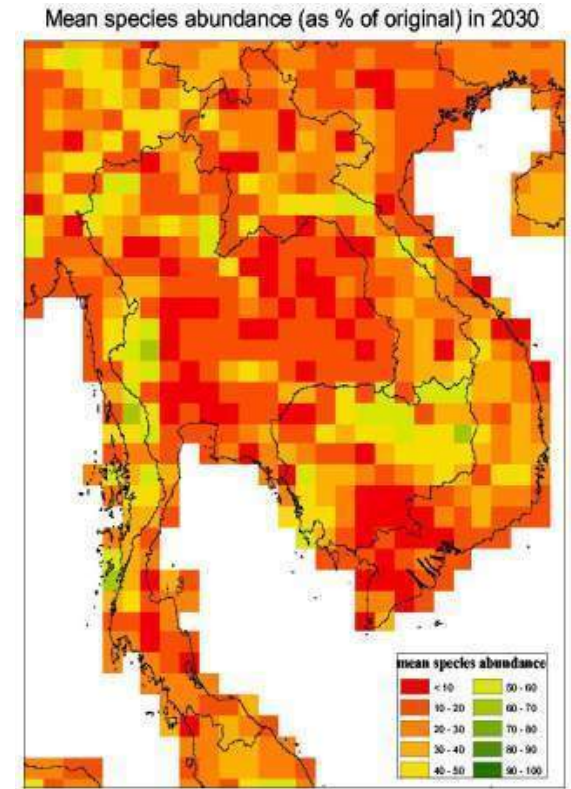 Mean species abundance (as % of original) in 2030
mean species abundance
< 10
50 - 60
10 - 20
60 - 70
20 - 30
70 - 80
30 - 40
80 - 90
40 - 50
90 - 100